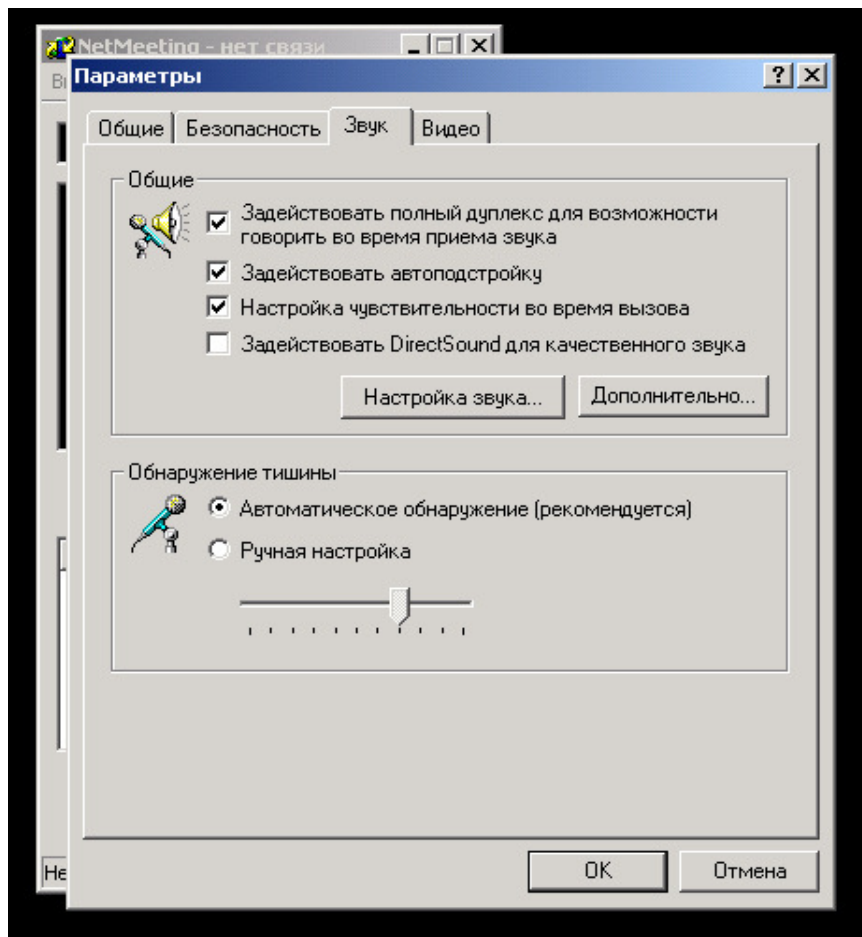 NetMeeting - нет связи
Параметры
Общие Безопасность Звук Видео
Общие
Задействовать полный дуплекс для возможности
говорить во время приема звука
Задействовать автоподстройку
Настройка чувствительности во время вызова
Задействовать DirectSound для качественного звука
Настройка звука... Дополнительно...
Обнаружение тишины
Автоматическое обнаружение (рекомендуется)
Ручная настройка
OK Отмена